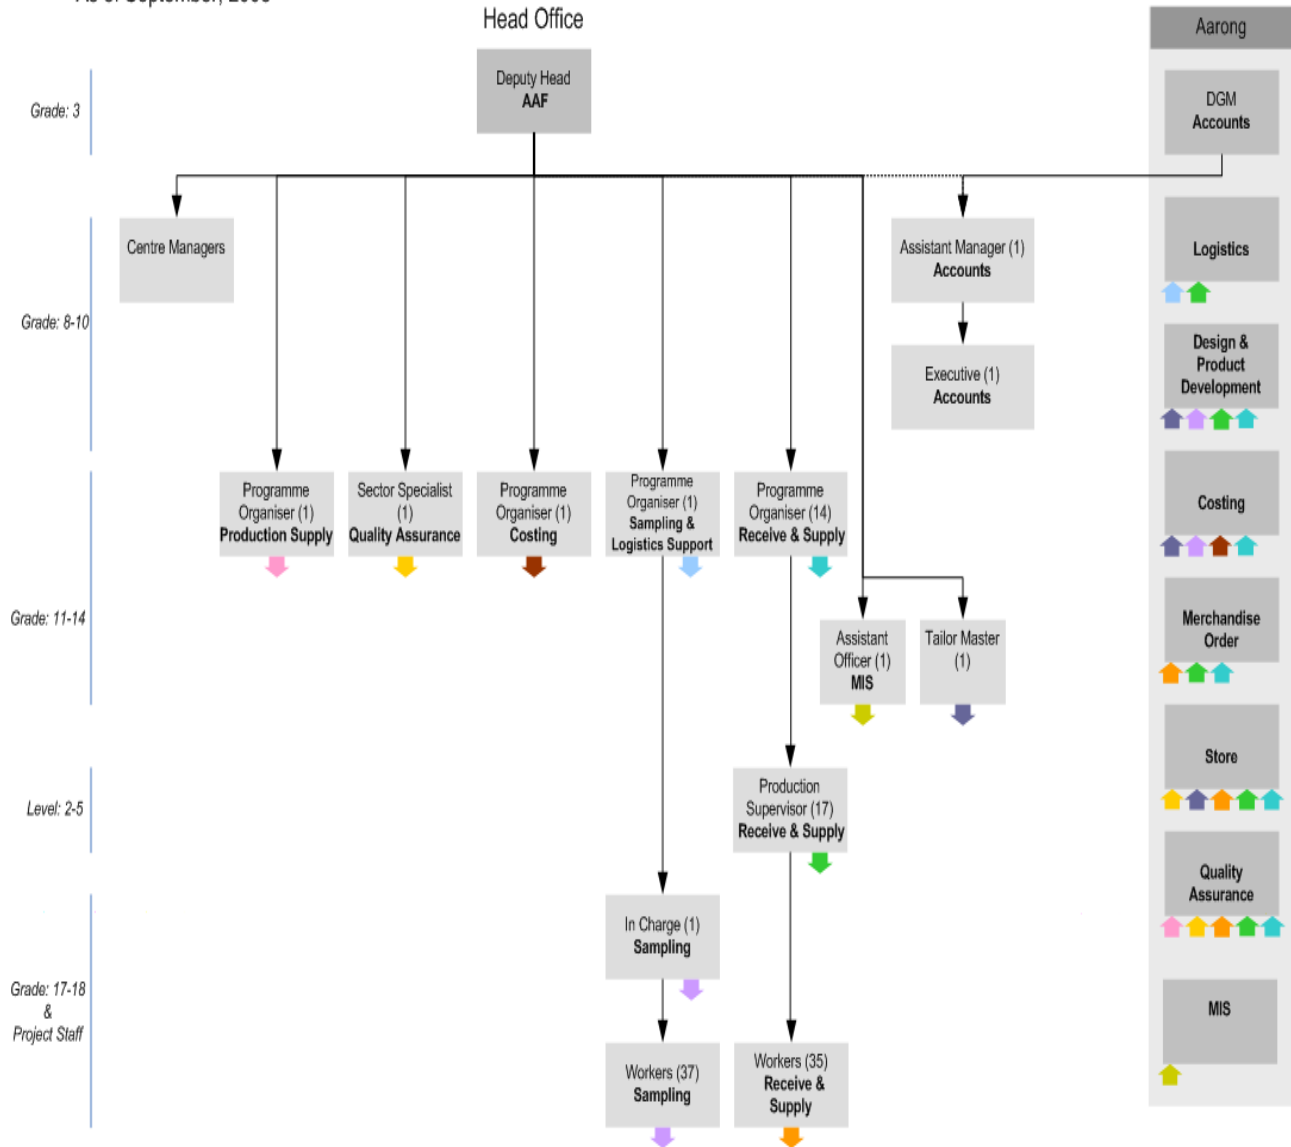 Head Office
Aarong
Grade: 3
Deputy Head
AAF
DGM
Accounts
Grade: 8-10
Centre Managers
Assistant Manager (1)
Accounts
Executive (1)
Accounts
Logistics
Design &
Product
Development
Grade: 11-14
Programme
Organiser (1)
Production Supply
Sector Specialist
(1)
Quality Assurance
Programme
Organiser (1)
Costing
Programme
Organiser (1)
Sampling &
Logistics Support
Programme
Organiser (14)
Receive & Supply
Assistant
Officer (1)
MIS
Tailor Master
(1)
Costing
Merchandise
Order
Level: 2-5
Production
Supervisor (17)
Receive & Supply
Store
Quality
Assurance
Grade: 17-18
&
Project Staff
In Charge (1)
Sampling
Workers (37)
Sampling
Workers (35)
Receive &
Supply
MIS